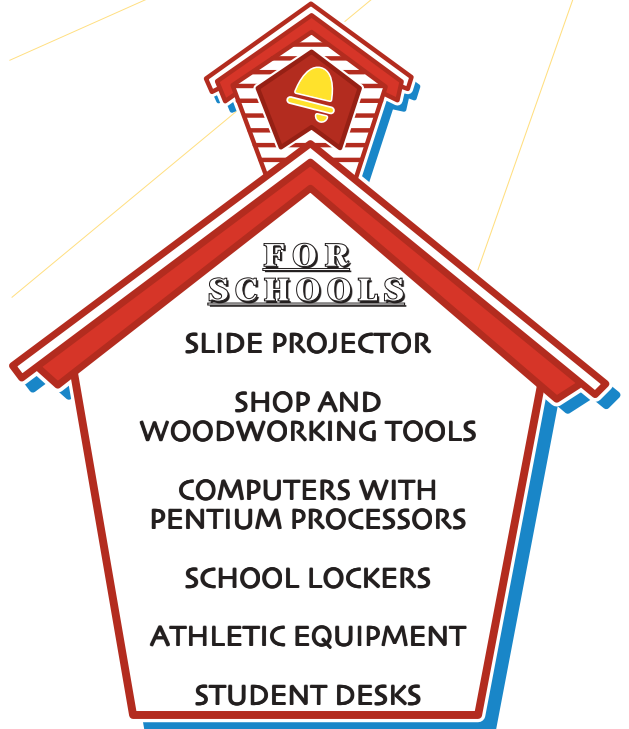 FOR
SCHOOLS
SLIDE PROJECTOR
SHOP AND
WOODWORKING TOOLS
COMPUTERS WITH
PENTIUM PROCESSORS
SCHOOL LOCKERS
ATHLETIC EQUIPMENT
STUDENT DESKS